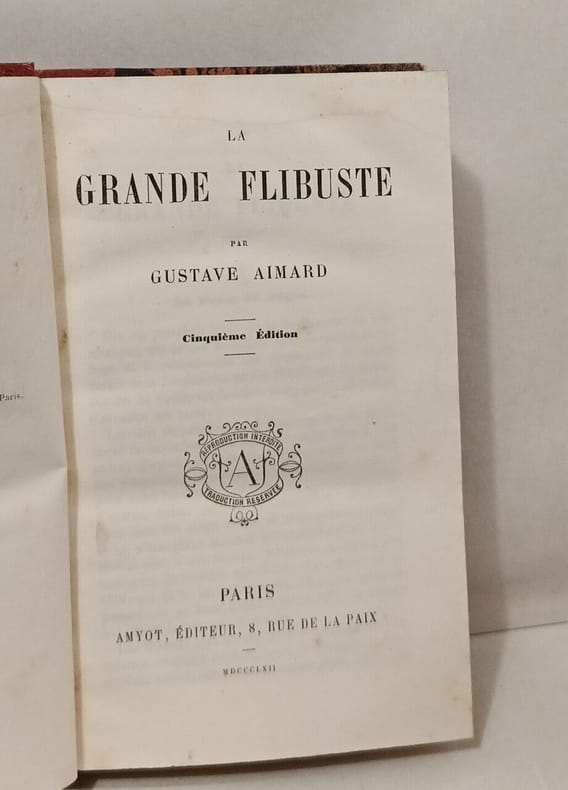 Paris.
LA
GRANDE FLIBUSTE
PAR
GUSTAVE AIMARD
Cinquième Édition
REPRODUCTION INTERDITE
A
TRADUCTION RÉSERVÉE
PARIS
AMYOT, ÉDITEUR, 8, RUE DE LA PAIX
MDCCCLXII